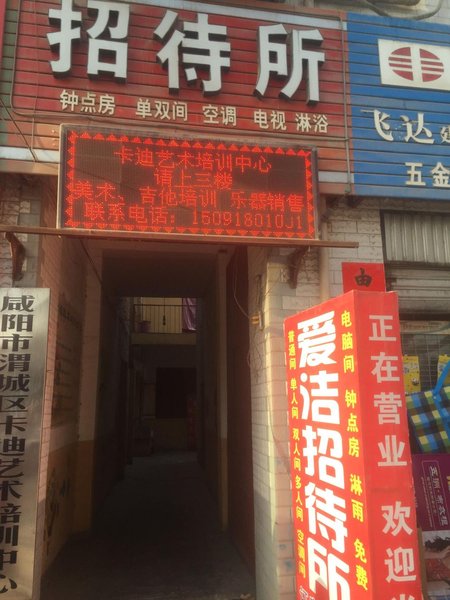 招待所
钟点房 单双间 空调 电视 淋浴
飞达
五金
卡迪艺术培训中心
请上三楼
美术、吉他培训 乐器销售
联系电话:
咸阳市渭城区卡迪艺术培训中心
爱洁招待所
电脑间 钟点房 淋雨 免费
普通间 单人间 双人间 多人间 空调间
正在营业 欢迎
由